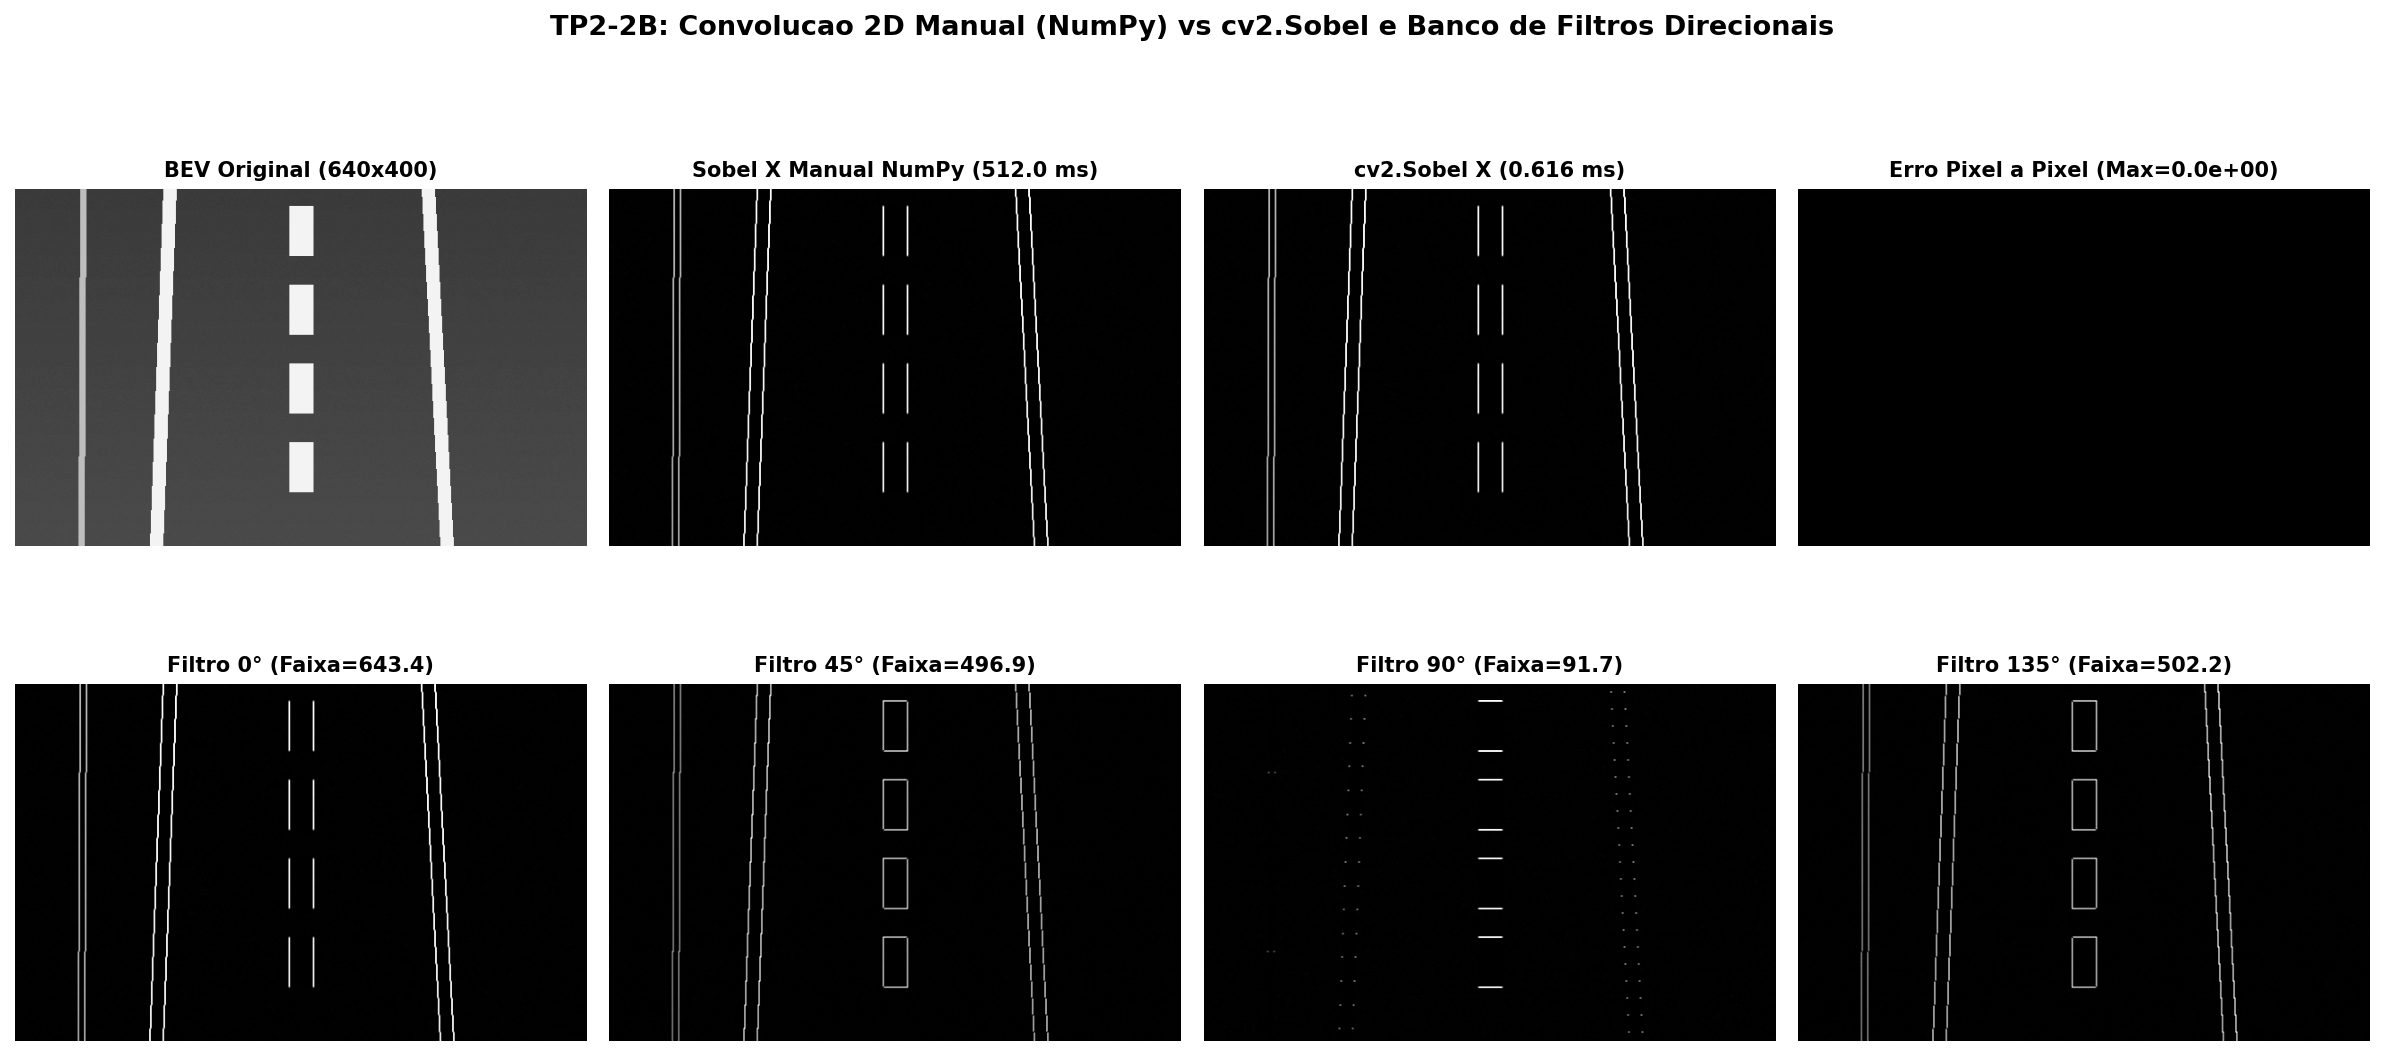 TP2-2B: Convolucao 2D Manual (NumPy) vs cv2.Sobel e Banco de Filtros Direcionais
BEV Original (640x400)
Sobel X Manual NumPy (512.0 ms)
cv2.Sobel X (0.616 ms)
Erro Pixel a Pixel (Max=0.0e+00)
Filtro 0° (Faixa=643.4)
Filtro 45° (Faixa=496.9)
Filtro 90° (Faixa=91.7)
Filtro 135° (Faixa=502.2)